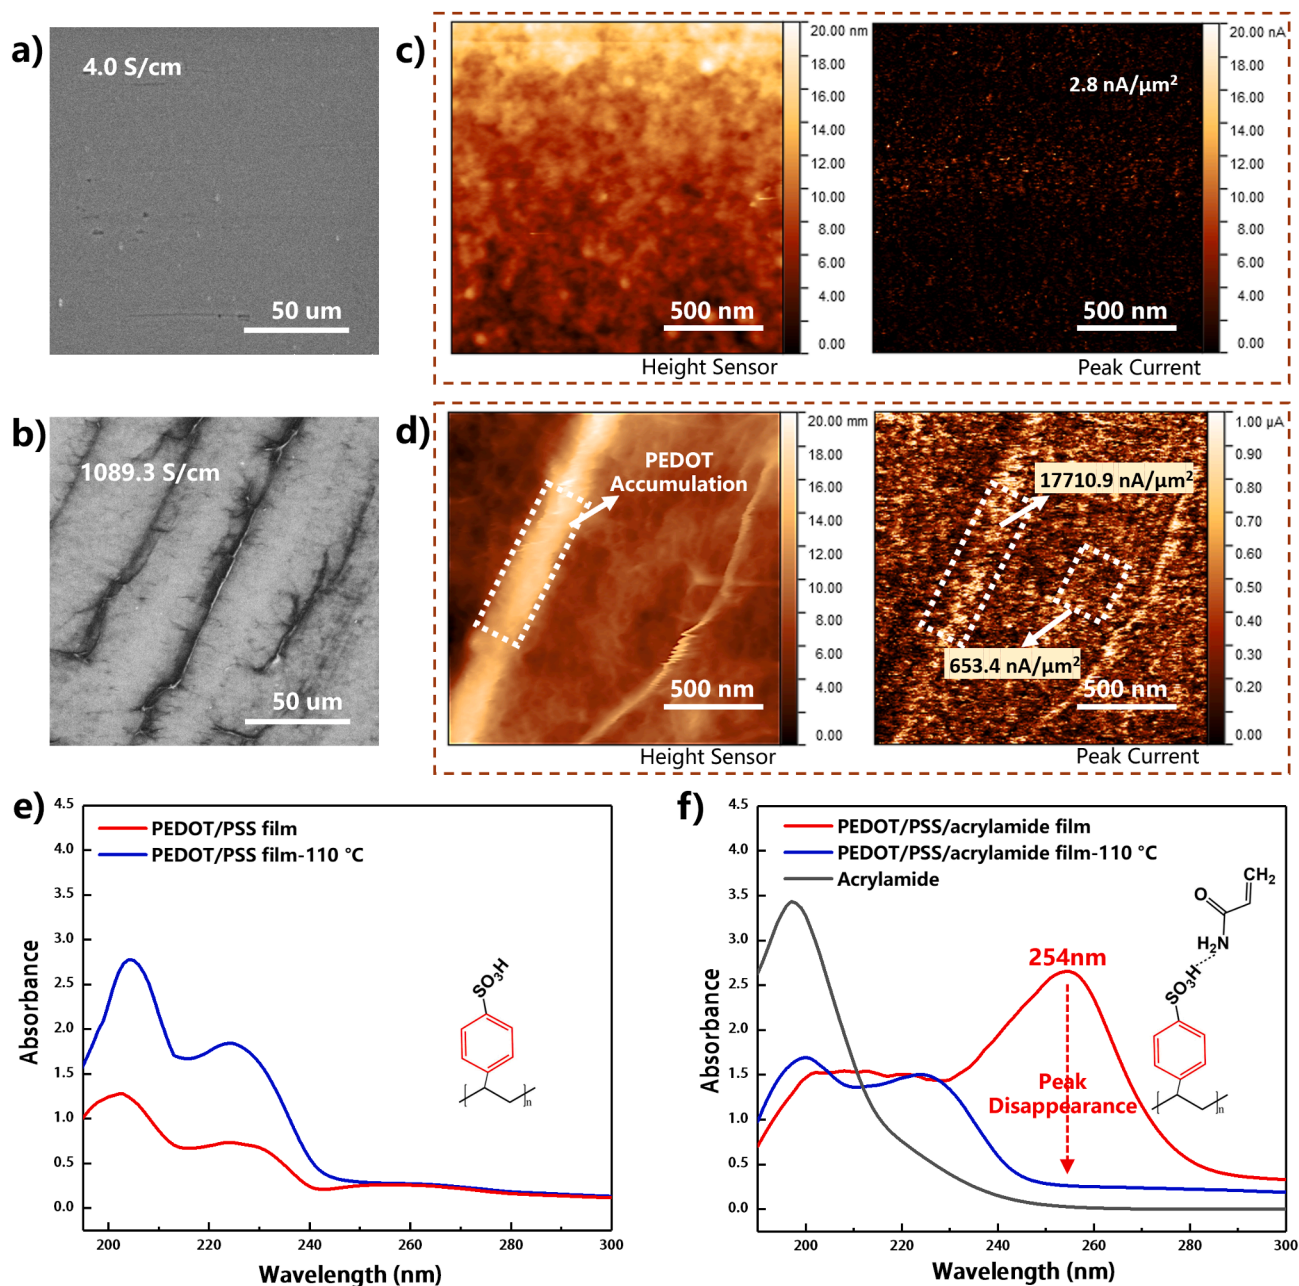 a)
4.0 S/cm
50 um
c)
500 nm
Height Sensor
20.00 nm
18.00
16.00
14.00
12.00
10.00
8.00
6.00
4.00
0.00
2.8 nA/μm²
500 nm
Peak Current
20.00 nA
18.00
16.00
14.00
12.00
10.00
8.00
6.00
4.00
0.00
b)
1089.3 S/cm
50 um
d)
PEDOT
Accumulation
500 nm
Height Sensor
20.00 mm
18.00
16.00
14.00
12.00
10.00
8.00
6.00
4.00
0.00
17710.9 nA/μm²
653.4 nA/μm²
500 nm
Peak Current
1.00 μA
0.90
0.80
0.70
0.60
0.50
0.40
0.30
0.20
0.00
e)
PEDOT/PSS film
PEDOT/PSS film-110 °C
SO₃H
n
Absorbance
4.5
4.0
3.5
3.0
2.5
2.0
1.5
1.0
0.5
0.0
200
220
240
260
280
300
Wavelength (nm)
f)
PEDOT/PSS/acrylamide film
PEDOT/PSS/acrylamide film-110 °C
Acrylamide
254nm
Peak
Disappearance
CH₂
O
H₂N
SO₃H
n
Absorbance
4.5
4.0
3.5
3.0
2.5
2.0
1.5
1.0
0.5
0.0
200
220
240
260
280
300
Wavelength (nm)